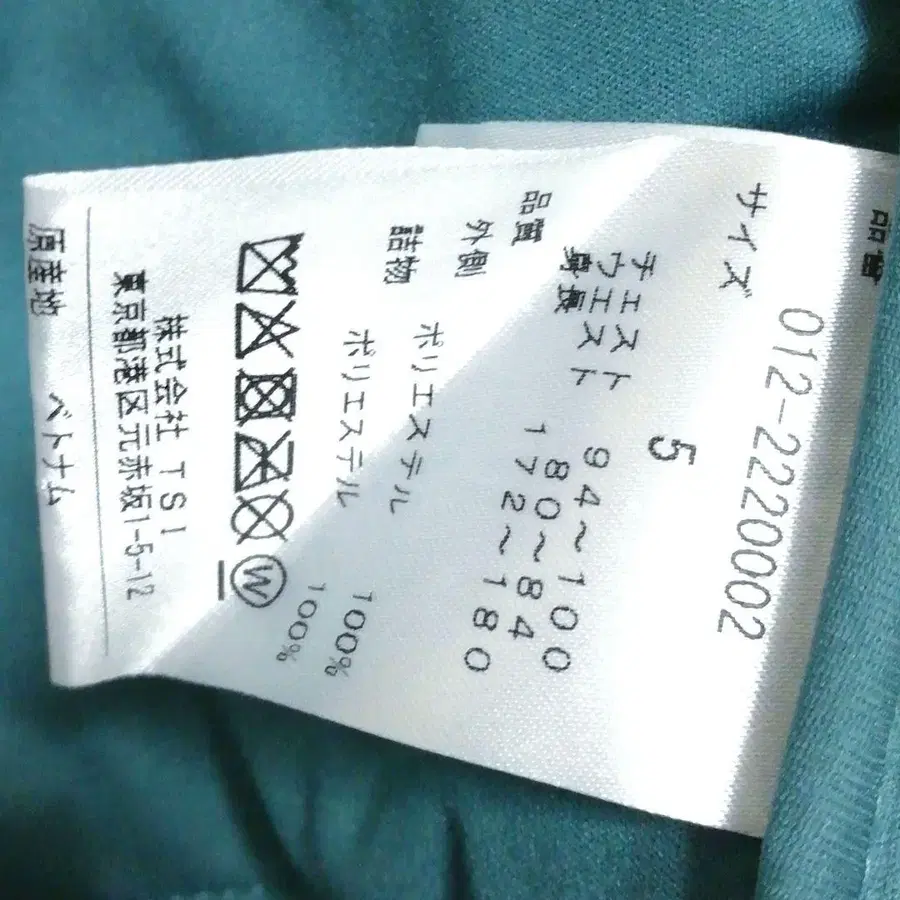 品質
012-2220002
サイズ 5
チェスト 94~100
ウエスト 80~84
身長 172~180
品質
外側 ポリエステル 100%
詰物 ポリエステル 100%
W
株式会社 TSI
東京都港区元赤坂1-5-12
原産地 ベトナム